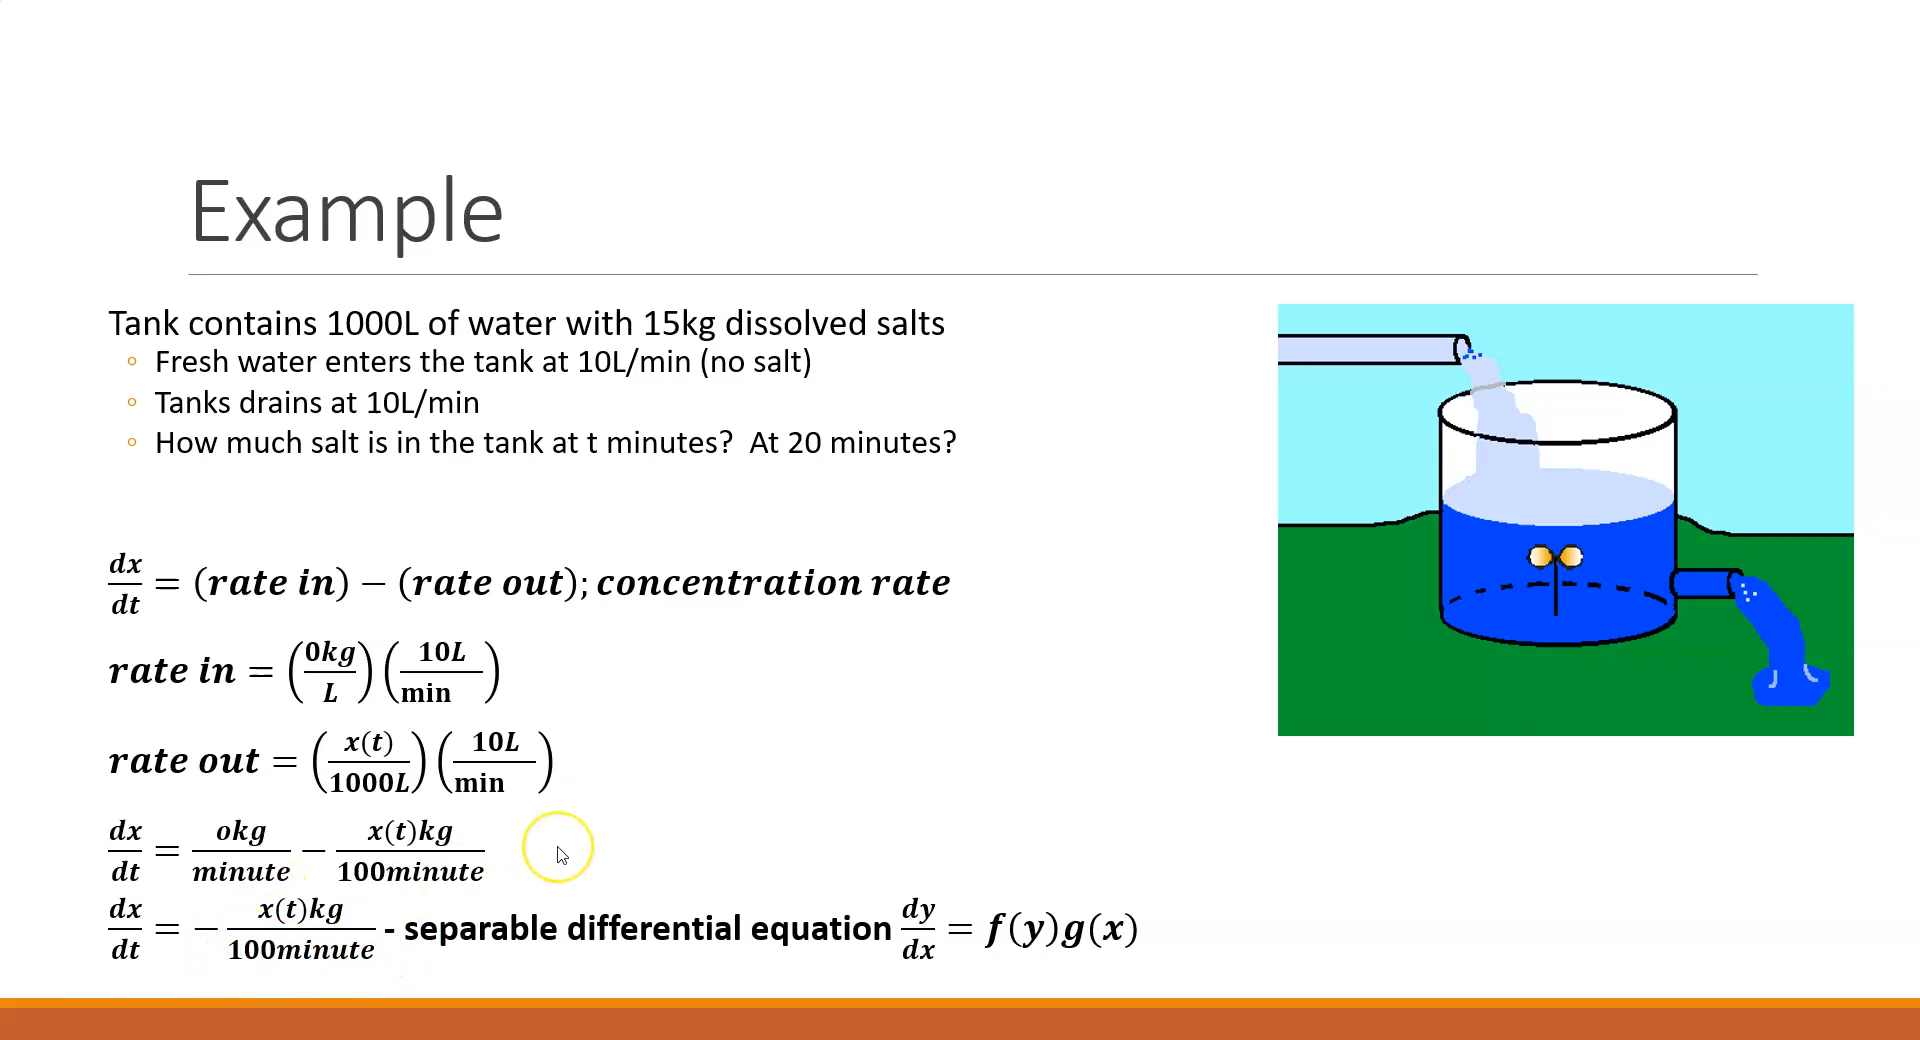 Example
Tank contains 1000L of water with 15kg dissolved salts
◦ Fresh water enters the tank at 10L/min (no salt)
◦ Tanks drains at 10L/min
◦ How much salt is in the tank at t minutes? At 20 minutes?
dx/dt = (rate in) − (rate out); concentration rate
rate in = (0kg/L)(10L/min)
rate out = (x(t)/1000L)(10L/min)
dx/dt = okg/minute − x(t)kg/100minute
dx/dt = − x(t)kg/100minute - separable differential equation dy/dx = f(y)g(x)